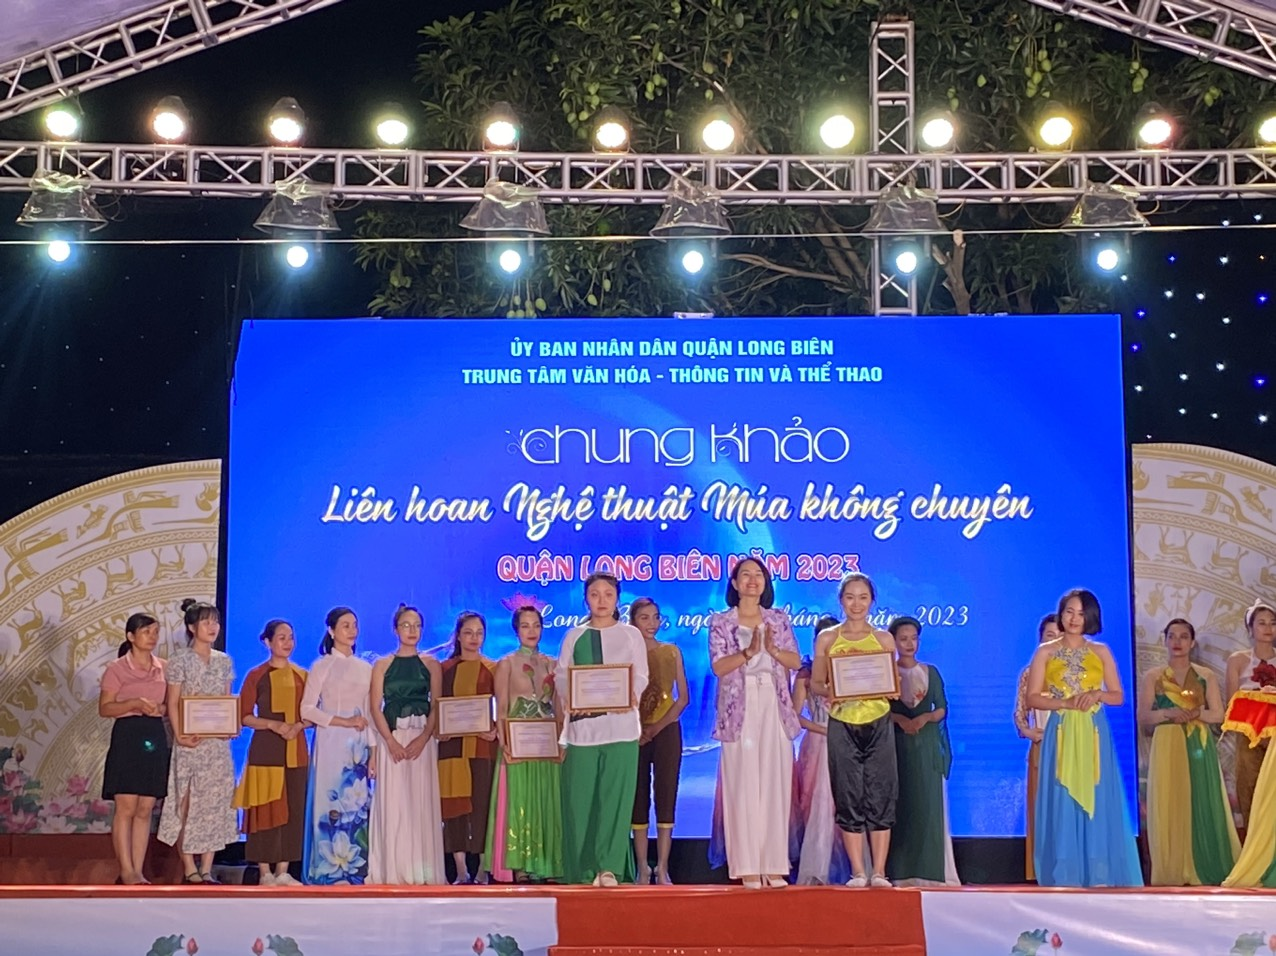 ỦY BAN NHÂN DÂN QUẬN LONG BIÊN
TRUNG TÂM VĂN HÓA - THÔNG TIN VÀ THỂ THAO
Chung khảo
Liên hoan Nghệ thuật Múa không chuyên
QUẬN LONG BIÊN NĂM 2023
Long năm 2023